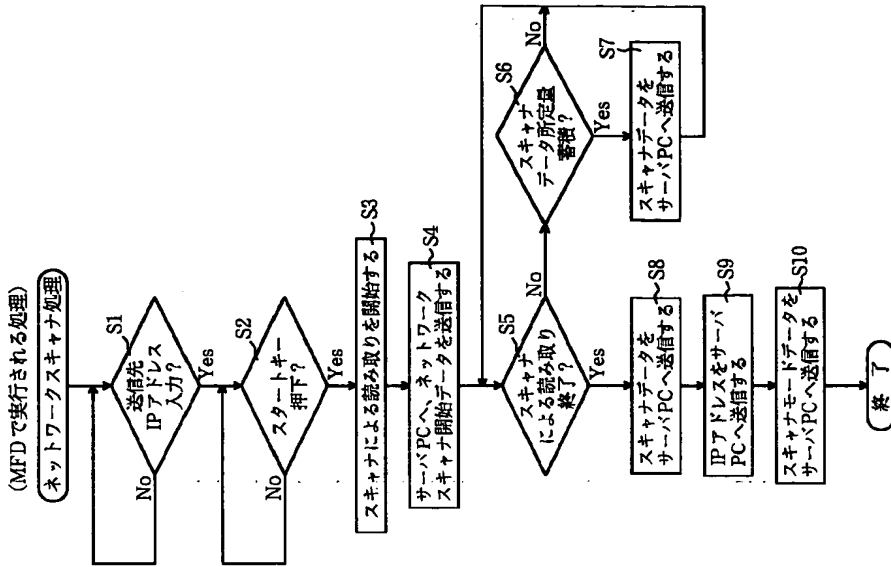 (MFDで実行される処理)
ネットワークスキャナ処理
S1
送信先
IPアドレス
入力？
No
Yes
S2
スタートキー
押下？
No
Yes
S3
スキャナによる読み取りを開始する
S4
サーバPCへ、ネットワーク
スキャナ開始データを送信する
S5
スキャナ
による読み取り
終了？
No
Yes
S6
スキャナ
データ所定量
蓄積？
No
Yes
S7
スキャナデータを
サーバPCへ送信する
S8
スキャナデータを
サーバPCへ送信する
S9
IPアドレスをサーバ
PCへ送信する
S10
スキャナモードデータを
サーバPCへ送信する
終了